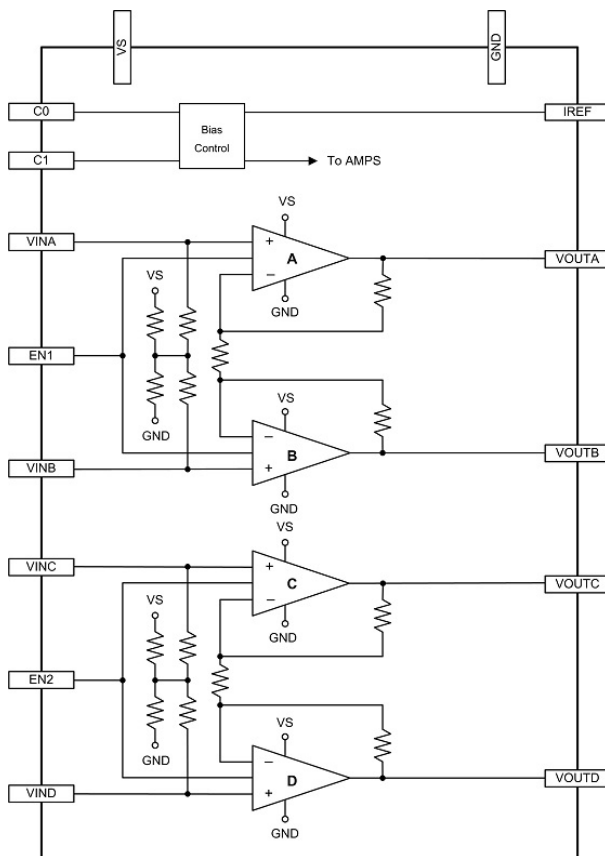 VS
GND
C0
IREF
Bias
Control
C1
To AMPS
VS
VINA
+
A
VOUTA
−
VS
GND
EN1
VS
GND
−
B
VOUTB
VINB
+
GND
VS
VINC
+
C
VOUTC
−
VS
GND
EN2
VS
GND
−
D
VOUTD
VIND
+
GND